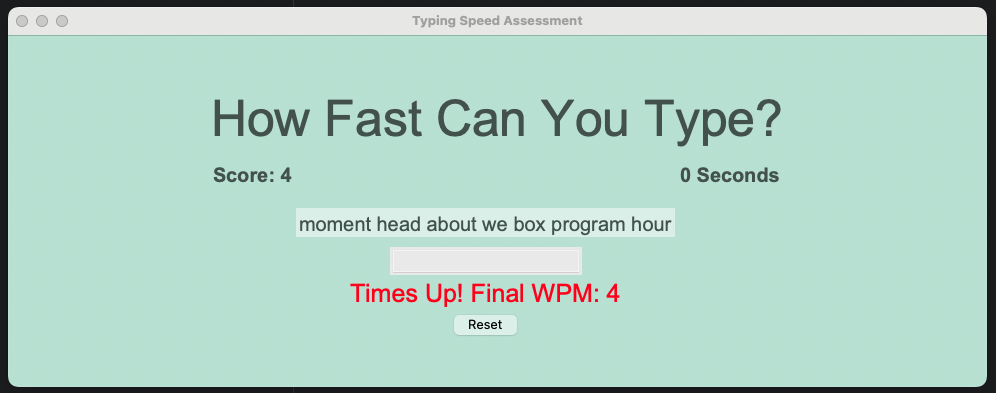 Typing Speed Assessment
How Fast Can You Type?
Score: 4 0 Seconds
moment head about we box program hour
Times Up! Final WPM: 4
Reset